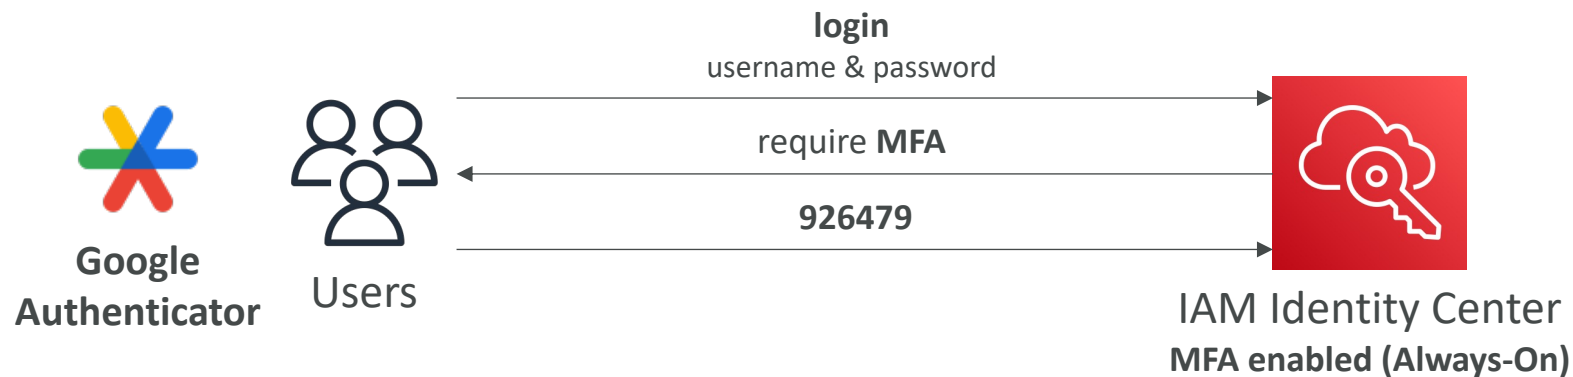 login
username & password
require MFA
926479
Google
Authenticator
Users
IAM Identity Center
MFA enabled (Always-On)